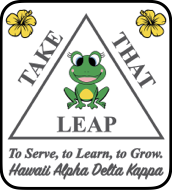 TAKE
THAT
LEAP
To Serve, to Learn, to Grow.
Hawaii Alpha Delta Kappa